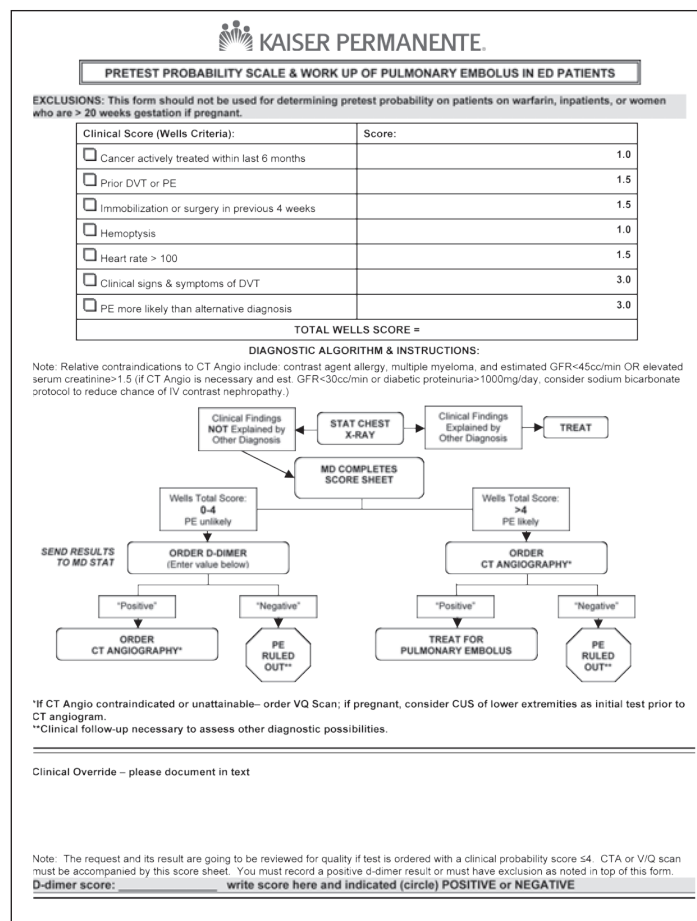 KAISER PERMANENTE®
PRETEST PROBABILITY SCALE & WORK UP OF PULMONARY EMBOLUS IN ED PATIENTS
EXCLUSIONS: This form should not be used for determining pretest probability on patients on warfarin, inpatients, or women
who are > 20 weeks gestation if pregnant.
Clinical Score (Wells Criteria): Score:
Cancer actively treated within last 6 months 1.0
Prior DVT or PE 1.5
Immobilization or surgery in previous 4 weeks 1.5
Hemoptysis 1.0
Heart rate > 100 1.5
Clinical signs & symptoms of DVT 3.0
PE more likely than alternative diagnosis 3.0
TOTAL WELLS SCORE =
DIAGNOSTIC ALGORITHM & INSTRUCTIONS:
Note: Relative contraindications to CT Angio include: contrast agent allergy, multiple myeloma, and estimated GFR<45cc/min OR elevated
serum creatinine>1.5 (if CT Angio is necessary and est. GFR<30cc/min or diabetic proteinuria>1000mg/day, consider sodium bicarbonate
protocol to reduce chance of IV contrast nephropathy.)
Clinical Findings
NOT Explained by
Other Diagnosis
STAT CHEST
X-RAY
Clinical Findings
Explained by
Other Diagnosis
TREAT
MD COMPLETES
SCORE SHEET
Wells Total Score:
0-4
PE unlikely
Wells Total Score:
>4
PE likely
SEND RESULTS
TO MD STAT
ORDER D-DIMER
(Enter value below)
ORDER
CT ANGIOGRAPHY*
"Positive"
"Negative"
"Positive"
"Negative"
ORDER
CT ANGIOGRAPHY*
PE
RULED
OUT**
TREAT FOR
PULMONARY EMBOLUS
PE
RULED
OUT**
*If CT Angio contraindicated or unattainable– order VQ Scan; if pregnant, consider CUS of lower extremities as initial test prior to
CT angiogram.
**Clinical follow-up necessary to assess other diagnostic possibilities.
Clinical Override – please document in text
Note: The request and its result are going to be reviewed for quality if test is ordered with a clinical probability score ≤4. CTA or V/Q scan
must be accompanied by this score sheet. You must record a positive d-dimer result or must have exclusion as noted in top of this form.
D-dimer score: ________________ write score here and indicated (circle) POSITIVE or NEGATIVE